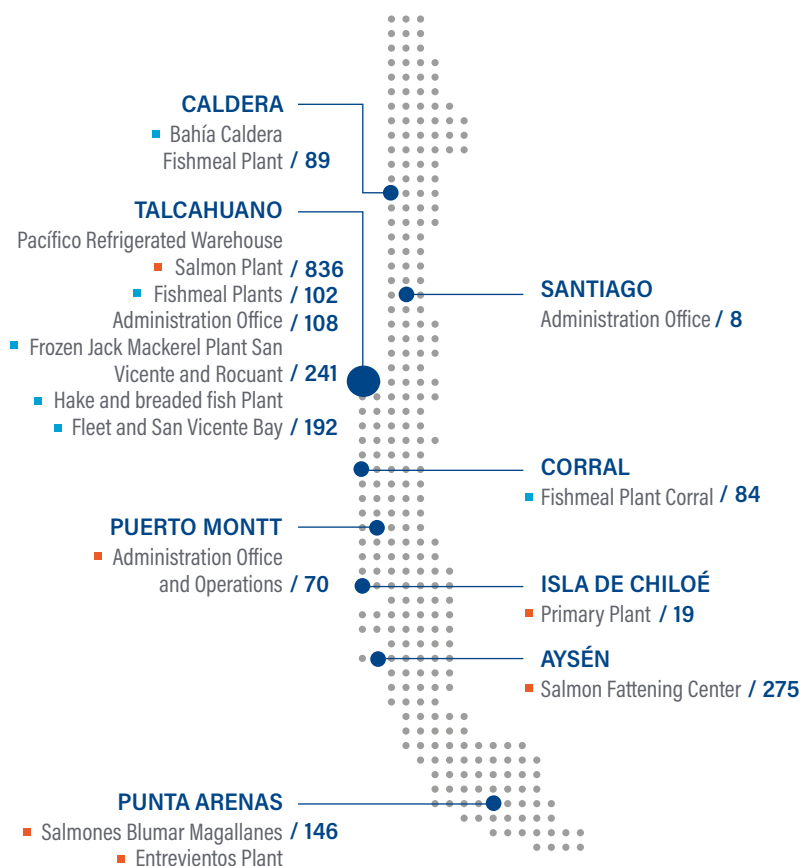 CALDERA
Bahía Caldera
Fishmeal Plant / 89
TALCAHUANO
Pacífico Refrigerated Warehouse
Salmon Plant / 836
Fishmeal Plants / 102
Administration Office / 108
Frozen Jack Mackerel Plant San
Vicente and Rocuant / 241
Hake and breaded fish Plant
Fleet and San Vicente Bay / 192
SANTIAGO
Administration Office / 8
CORRAL
Fishmeal Plant Corral / 84
PUERTO MONTT
Administration Office
and Operations / 70
ISLA DE CHILOÉ
Primary Plant / 19
AYSÉN
Salmon Fattening Center / 275
PUNTA ARENAS
Salmones Blumar Magallanes / 146
Entrevientos Plant